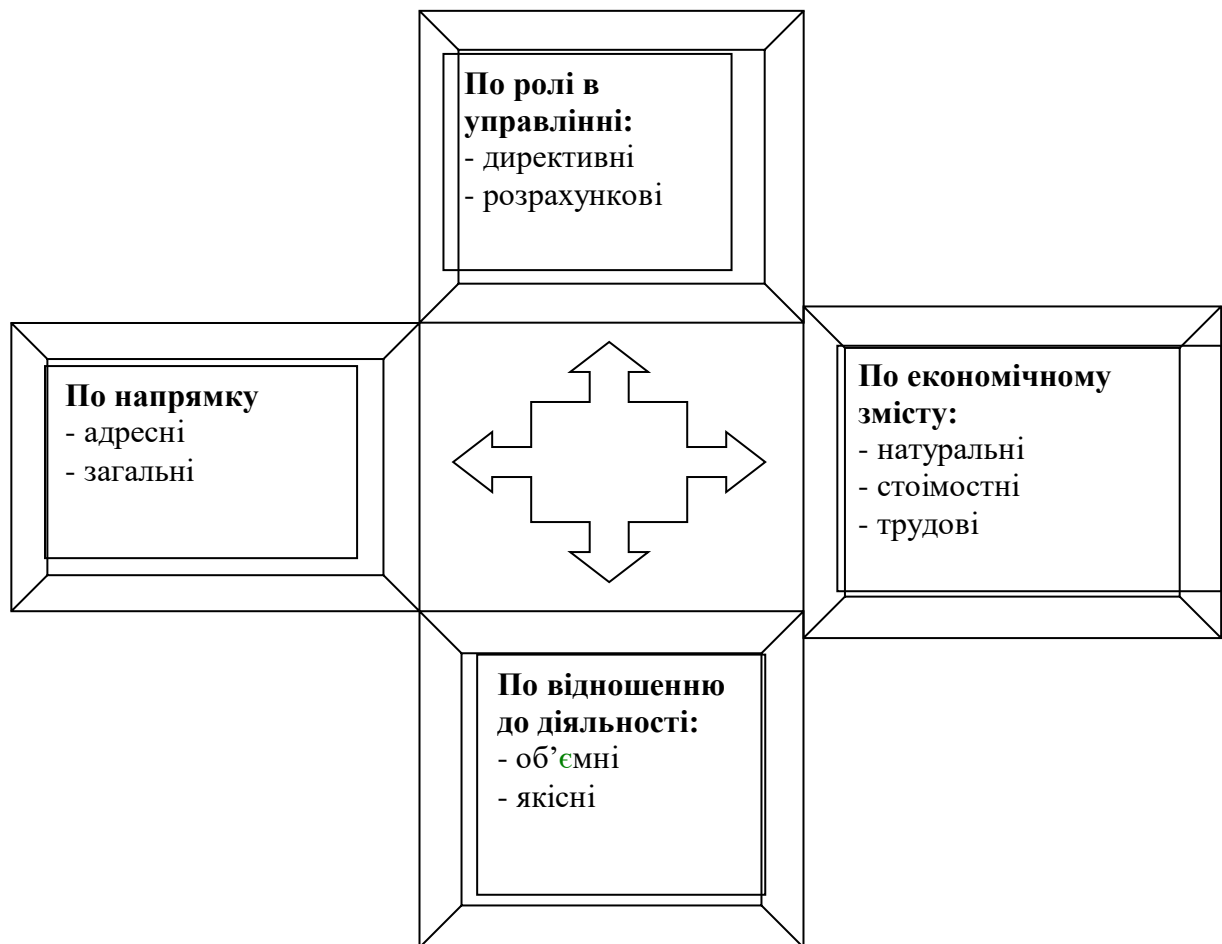 По ролі в
управлінні:
- директивні
- розрахункові
По напрямку
- адресні
- загальні
По економічному
змісту:
- натуральні
- стоімостні
- трудові
По відношенню
до діяльності:
- об’ємні
- якісні